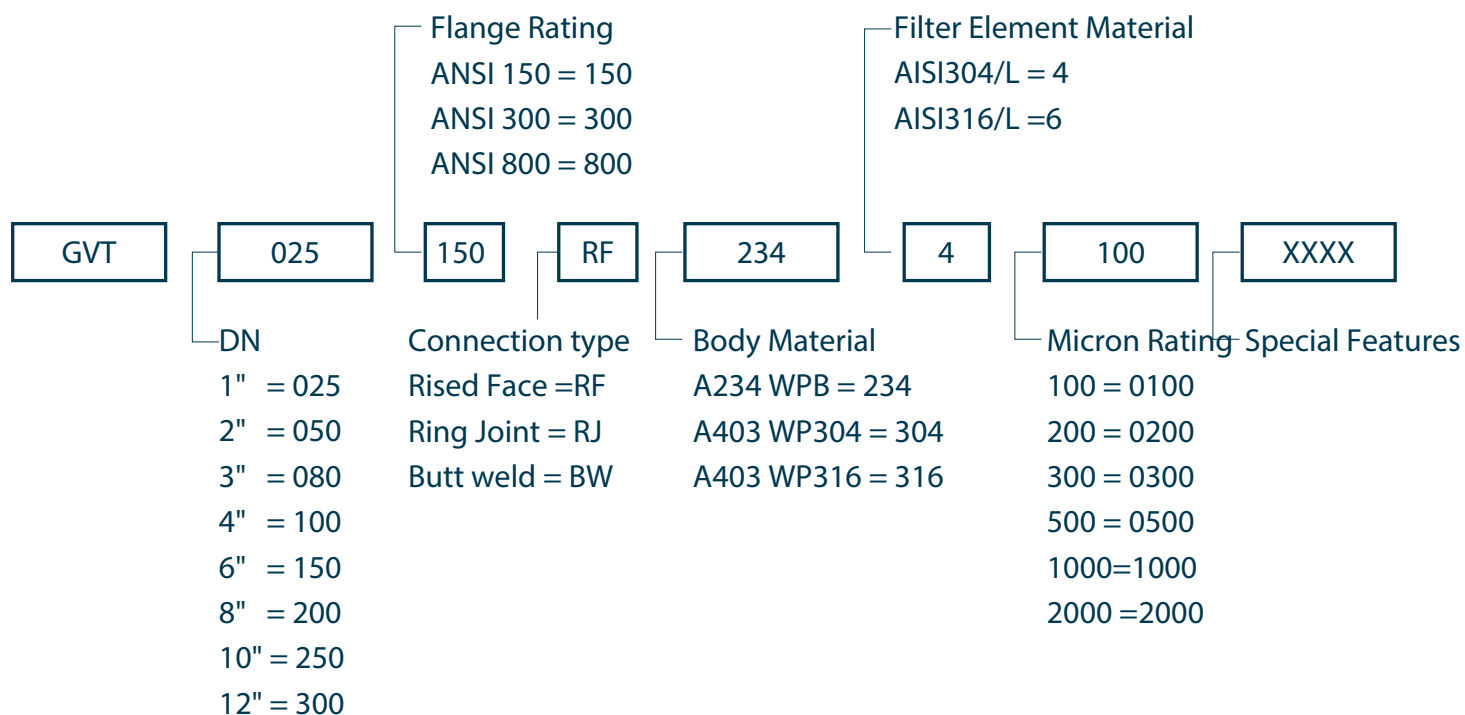 Flange Rating
ANSI 150 = 150
ANSI 300 = 300
ANSI 800 = 800
Filter Element Material
AISI304/L = 4
AISI316/L =6
GVT 025 150 RF 234 4 100 XXXX
DN
1" = 025
2" = 050
3" = 080
4" = 100
6" = 150
8" = 200
10" = 250
12" = 300
Connection type
Rised Face =RF
Ring Joint = RJ
Butt weld = BW
Body Material
A234 WPB = 234
A403 WP304 = 304
A403 WP316 = 316
Micron Rating
100 = 0100
200 = 0200
300 = 0300
500 = 0500
1000=1000
2000 =2000
Special Features